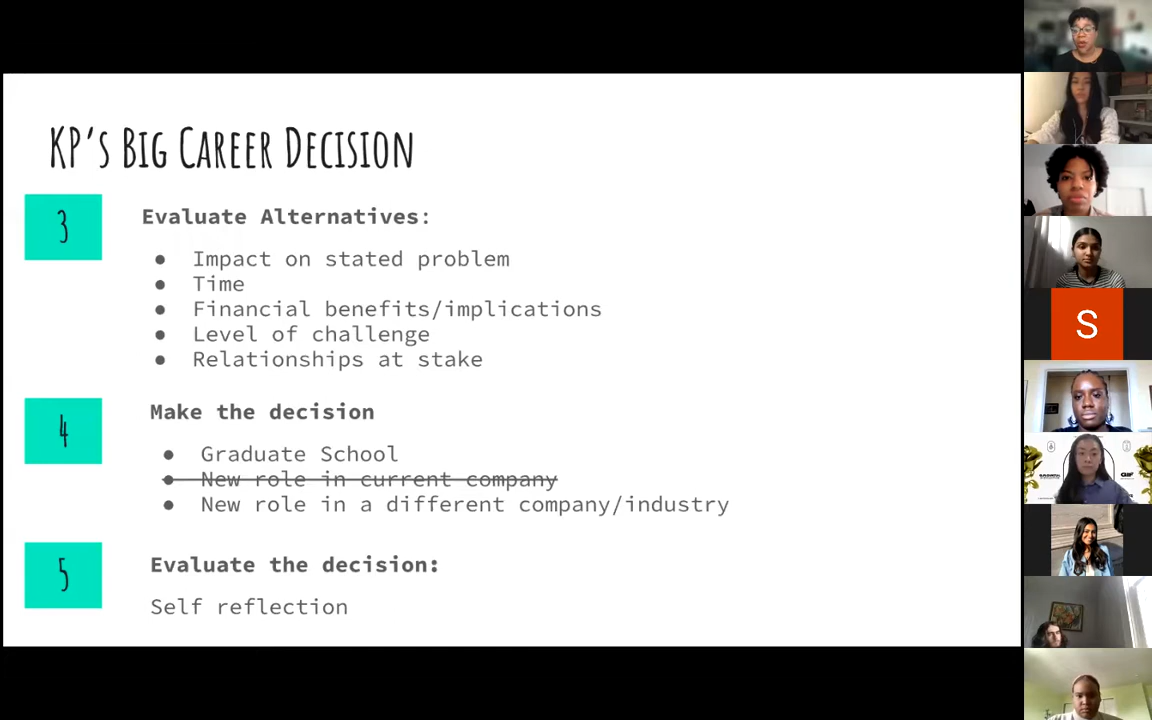 KP's Big Career Decision
3
Evaluate Alternatives:
● Impact on stated problem
● Time
● Financial benefits/implications
● Level of challenge
● Relationships at stake
4
Make the decision
● Graduate School
● New role in current company
● New role in a different company/industry
5
Evaluate the decision:
Self reflection
S
GIF